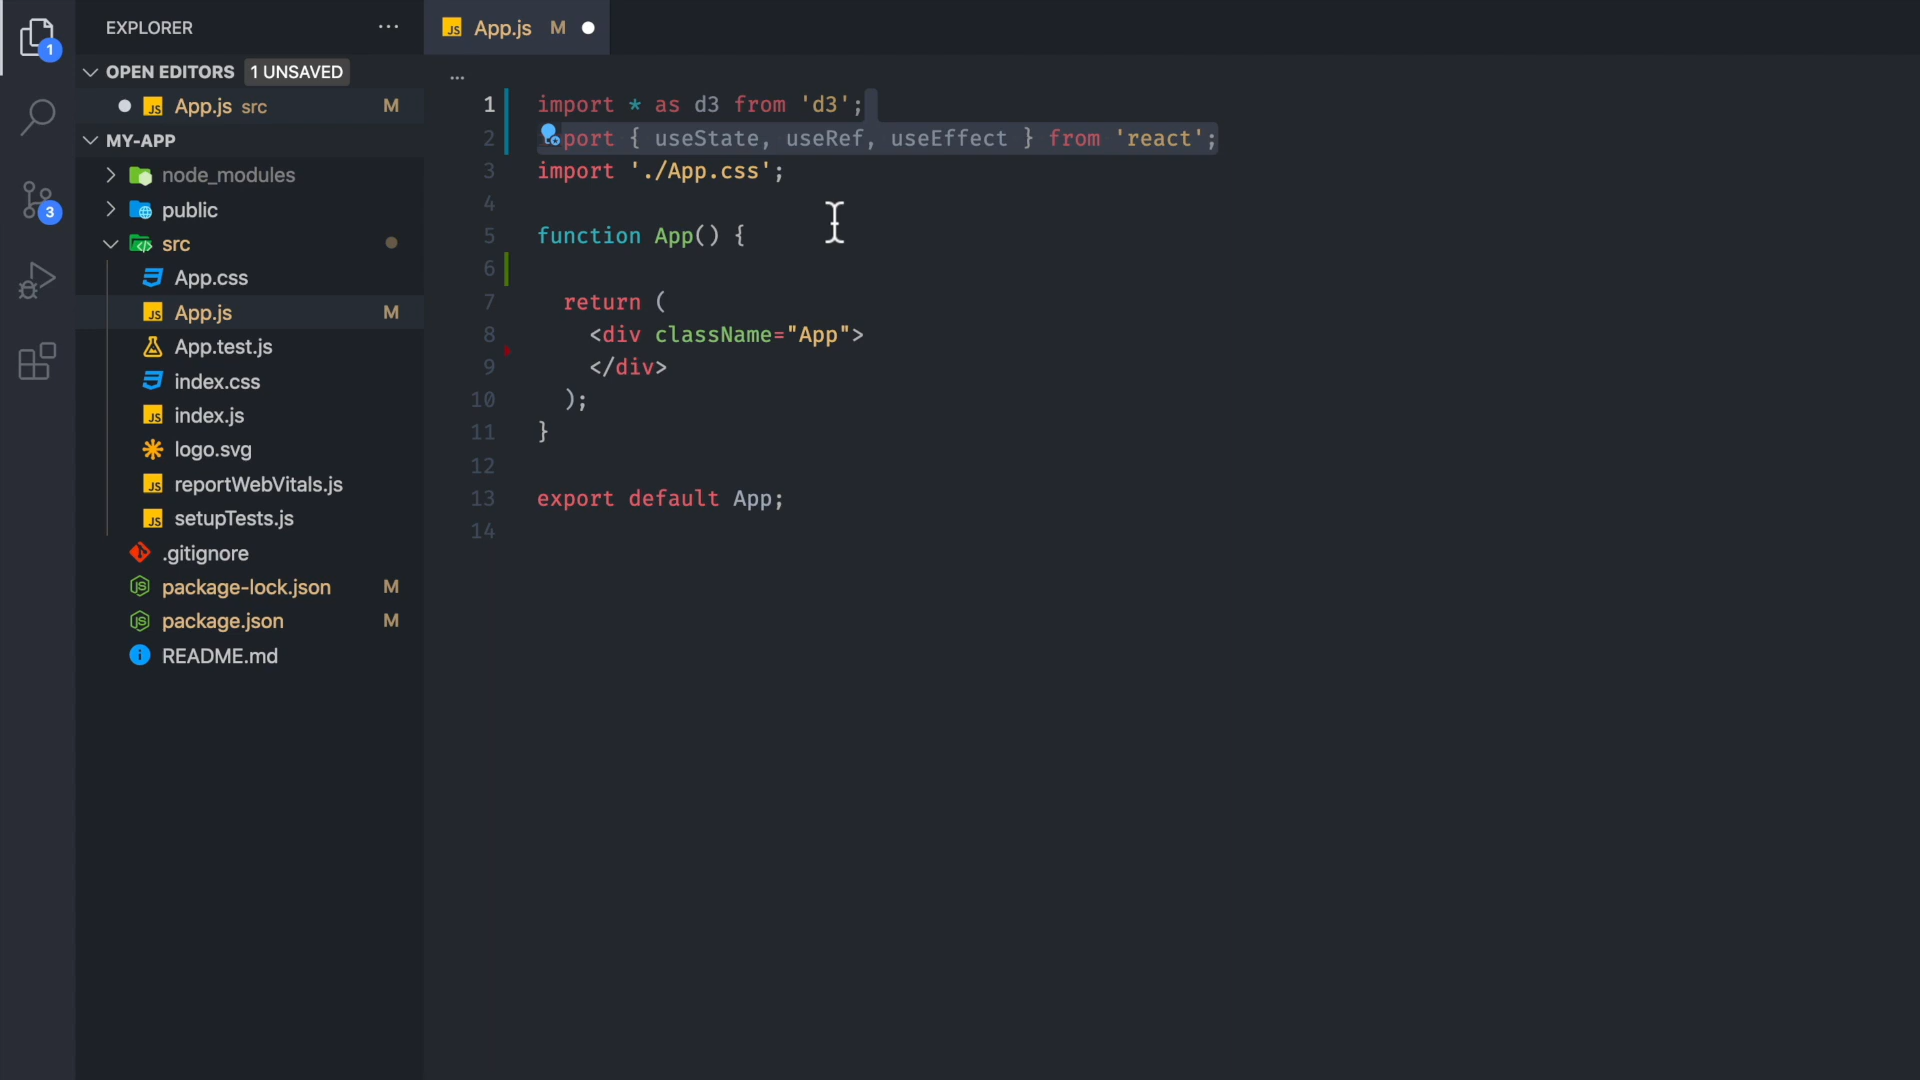 EXPLORER ...
OPEN EDITORS 1 UNSAVED
App.js src M
MY-APP
node_modules
public
src
App.css
App.js M
App.test.js
index.css
index.js
logo.svg
reportWebVitals.js
setupTests.js
.gitignore
package-lock.json M
package.json M
README.md
1
3
JS App.js M
...
1 import * as d3 from 'd3';
2 port { useState, useRef, useEffect } from 'react';
3 import './App.css';
4
5 function App() {
6
7 return (
8 <div className="App">
9 </div>
10 );
11 }
12
13 export default App;
14